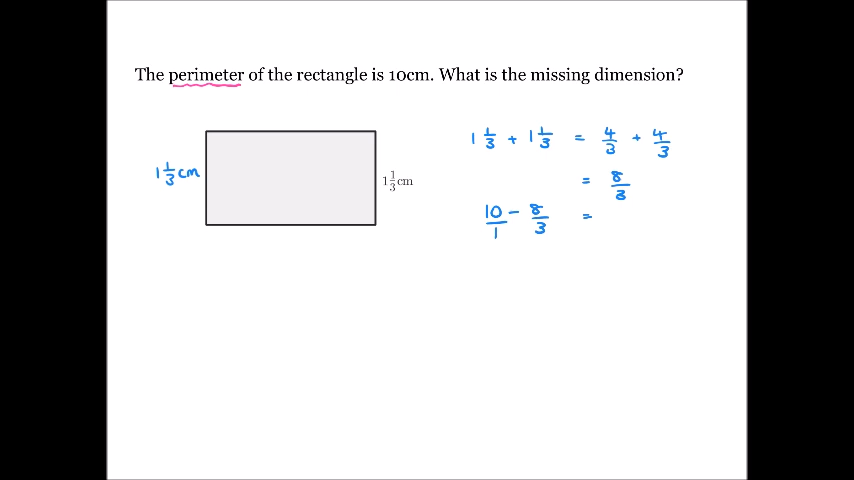 The perimeter of the rectangle is 10cm. What is the missing dimension?
1 1/3 + 1 1/3 = 4/3 + 4/3
1 1/3 cm
1 1/3 cm
= 8/3
10/1 - 8/3 =